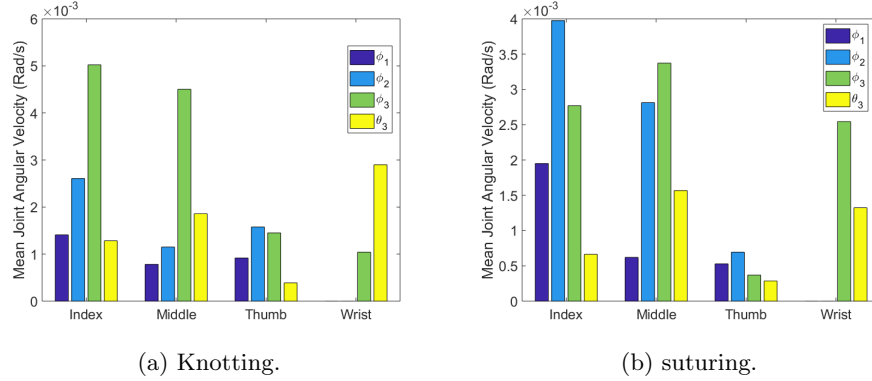 ×10⁻³
6
5
4
3
2
1
0
Mean Joint Angular Velocity (Rad/s)
ϕ₁
ϕ₂
ϕ₃
θ₃
Index Middle Thumb Wrist
(a) Knotting.
×10⁻³
4
3.5
3
2.5
2
1.5
1
0.5
0
Mean Joint Angular Velocity (Rad/s)
ϕ₁
ϕ₂
ϕ₃
θ₃
Index Middle Thumb Wrist
(b) suturing.